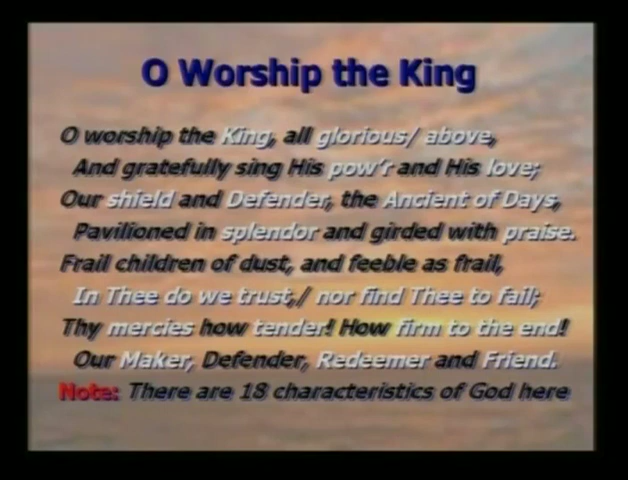 O Worship the King
O worship the King, all glorious/ above,
And gratefully sing His pow'r and His love;
Our shield and Defender, the Ancient of Days,
Pavilioned in splendor and girded with praise.
Frail children of dust, and feeble as frail,
In Thee do we trust,/ nor find Thee to fail;
Thy mercies how tender! How firm to the end!
Our Maker, Defender, Redeemer and Friend.
Note: There are 18 characteristics of God here